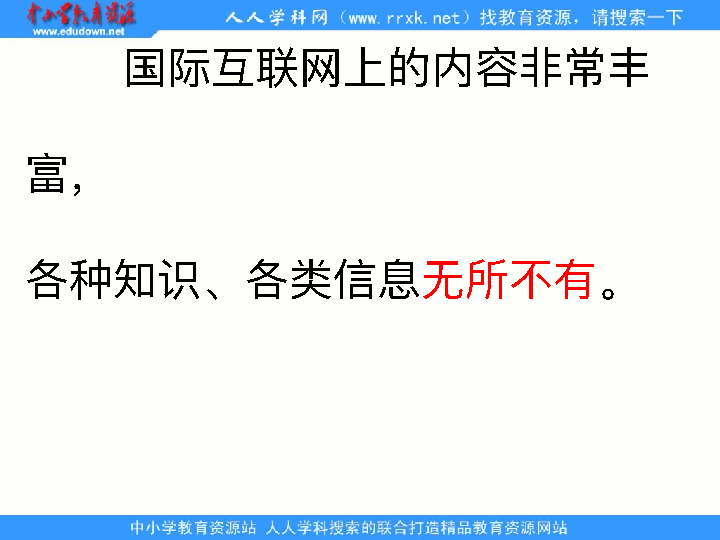 中小学教育资源
www.edudown.net
人人学科网（www.rrxk.net）找教育资源，请搜索一下
国际互联网上的内容非常丰
富，
各种知识、各类信息无所不有。
中小学教育资源站 人人学科搜索的联合打造精品教育资源网站